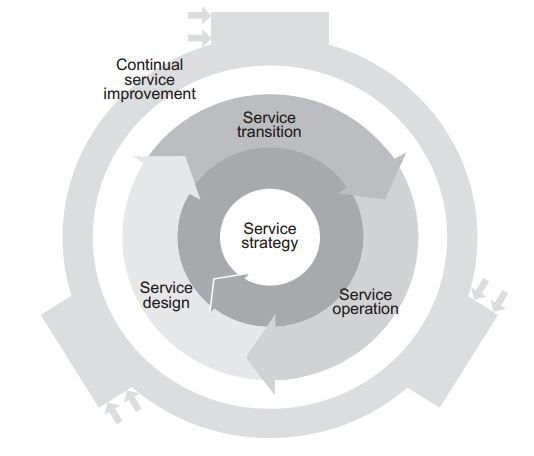 Continual
service
improvement
Service
transition
Service
strategy
Service
design
Service
operation